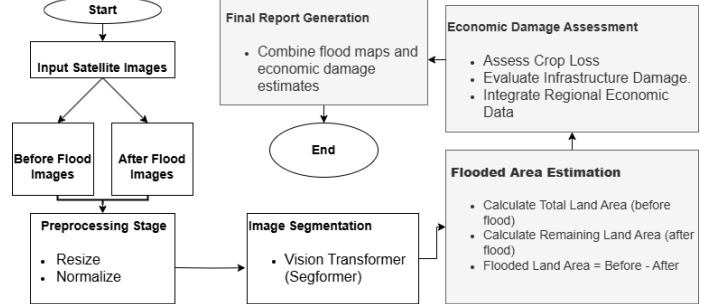 Start
Input Satellite Images
Before Flood
Images
After Flood
Images
Preprocessing Stage
• Resize
• Normalize
Image Segmentation
• Vision Transformer
(Segformer)
Flooded Area Estimation
• Calculate Total Land Area (before
flood)
• Calculate Remaining Land Area (after
flood)
• Flooded Land Area = Before - After
Economic Damage Assessment
• Assess Crop Loss
• Evaluate Infrastructure Damage.
• Integrate Regional Economic
Data
Final Report Generation
• Combine flood maps and
economic damage
estimates
End